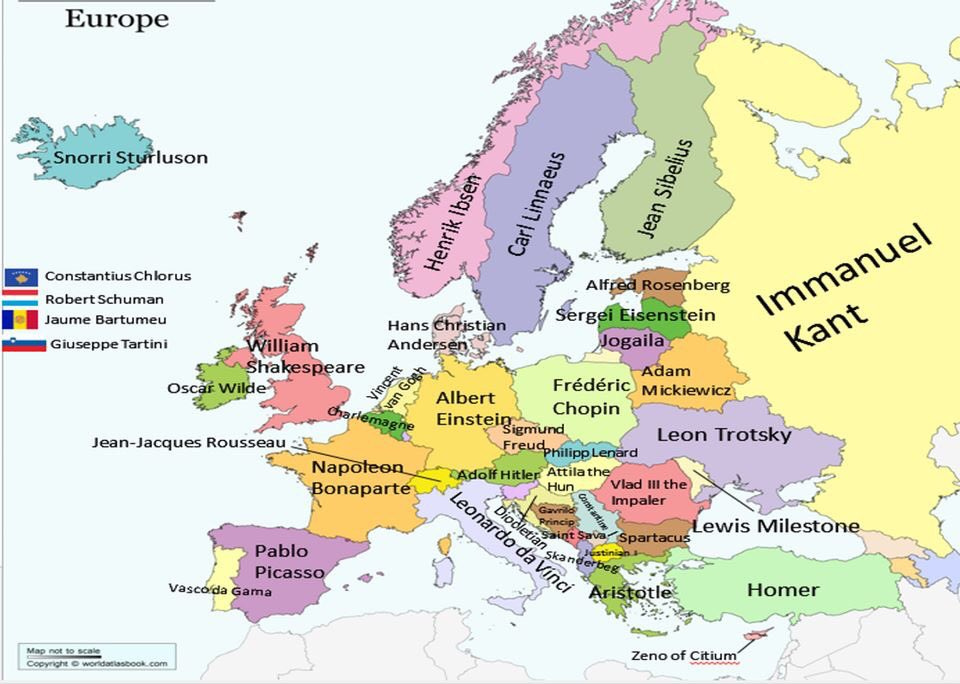 Europe
Snorri Sturluson
Henrik Ibsen
Carl Linnaeus
Jean Sibelius
Immanuel
Kant
Constantius Chlorus
Robert Schuman
Jaume Bartumeu
Giuseppe Tartini
Alfred Rosenberg
Sergei Eisenstein
Hans Christian
Andersen
William
Shakespeare
Jogaila
Oscar Wilde
Vincent
van Gogh
Adam
Mickiewicz
Frédéric
Chopin
Albert
Einstein
Charlemagne
Sigmund
Freud
Leon Trotsky
Jean-Jacques Rousseau
Philipp Lenard
Napoleon
Bonaparte
Adolf Hitler
Attila the
Hun
Vlad III the
Impaler
Leonardo da Vinci
Diocletian
Gavrilo
Princip
Constantine
Lewis Milestone
Saint Sava
Spartacus
Pablo
Picasso
Skanderbeg
Justinian I
Vasco da Gama
Aristotle
Homer
Zeno of Citium
Map not to scale
Copyright © worldatlasbook.com